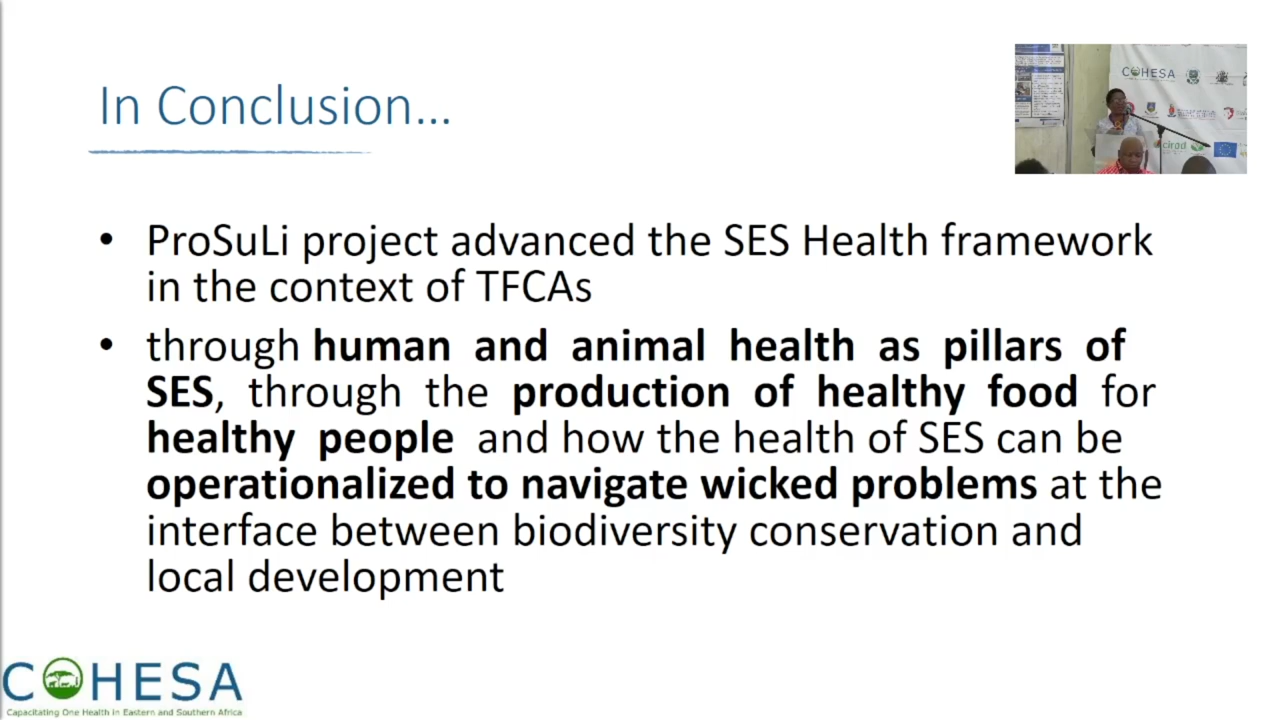 In Conclusion...
COHESA
cirad
• ProSuLi project advanced the SES Health framework
in the context of TFCAs
• through human and animal health as pillars of
SES, through the production of healthy food for
healthy people and how the health of SES can be
operationalized to navigate wicked problems at the
interface between biodiversity conservation and
local development
COHESA
Capacitating One Health in Eastern and Southern Africa